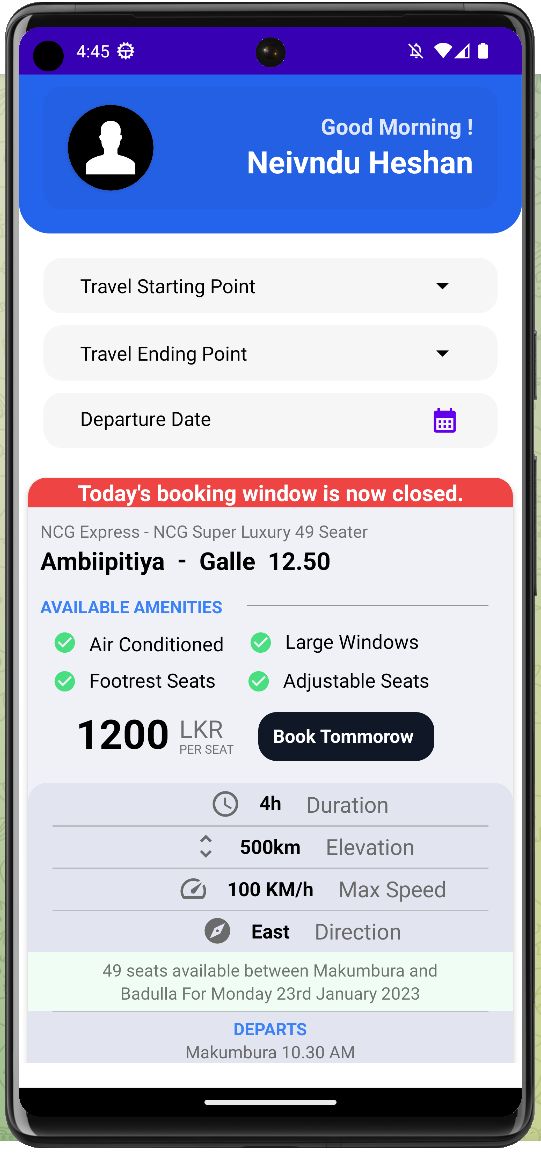 4:45
Good Morning !
Neivndu Heshan
Travel Starting Point
Travel Ending Point
Departure Date
Today's booking window is now closed.
NCG Express - NCG Super Luxury 49 Seater
Ambiipitiya - Galle 12.50
AVAILABLE AMENITIES
Air Conditioned Large Windows
Footrest Seats Adjustable Seats
1200 LKR PER SEAT Book Tommorow
4h Duration
500km Elevation
100 KM/h Max Speed
East Direction
49 seats available between Makumbura and
Badulla For Monday 23rd January 2023
DEPARTS
Makumbura 10.30 AM